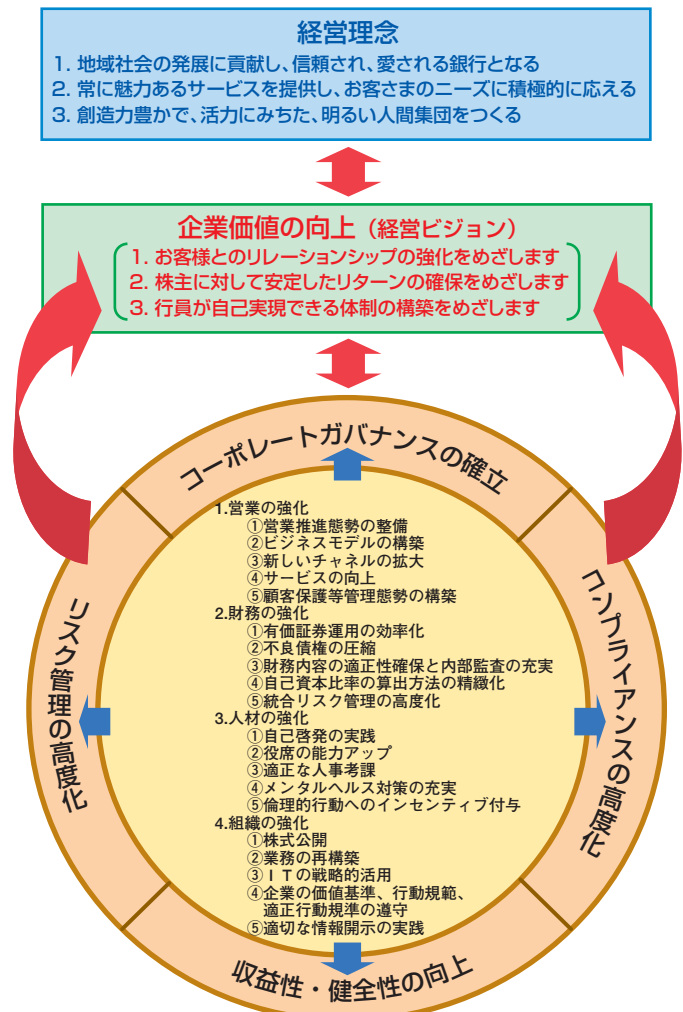 経営理念
1. 地域社会の発展に貢献し、信頼され、愛される銀行となる
2. 常に魅力あるサービスを提供し、お客さまのニーズに積極的に応える
3. 創造力豊かで、活力にみちた、明るい人間集団をつくる
企業価値の向上（経営ビジョン）
1. お客様とのリレーションシップの強化をめざします
2. 株主に対して安定したリターンの確保をめざします
3. 行員が自己実現できる体制の構築をめざします
コーポレートガバナンスの確立
リスク管理の高度化
1.営業の強化
①営業推進態勢の整備
②ビジネスモデルの構築
③新しいチャネルの拡大
④サービスの向上
⑤顧客保護等管理態勢の構築
2.財務の強化
①有価証券運用の効率化
②不良債権の圧縮
③財務内容の適正性確保と内部監査の充実
④自己資本比率の算出方法の精緻化
⑤統合リスク管理の高度化
3.人材の強化
①自己啓発の実践
②役席の能力アップ
③適正な人事考課
④メンタルヘルス対策の充実
⑤倫理的行動へのインセンティブ付与
4.組織の強化
①株式公開
②業務の再構築
③ＩＴの戦略的活用
④企業の価値基準、行動規範、
適正行動規準の遵守
⑤適切な情報開示の実践
コンプライアンスの高度化
収益性・健全性の向上